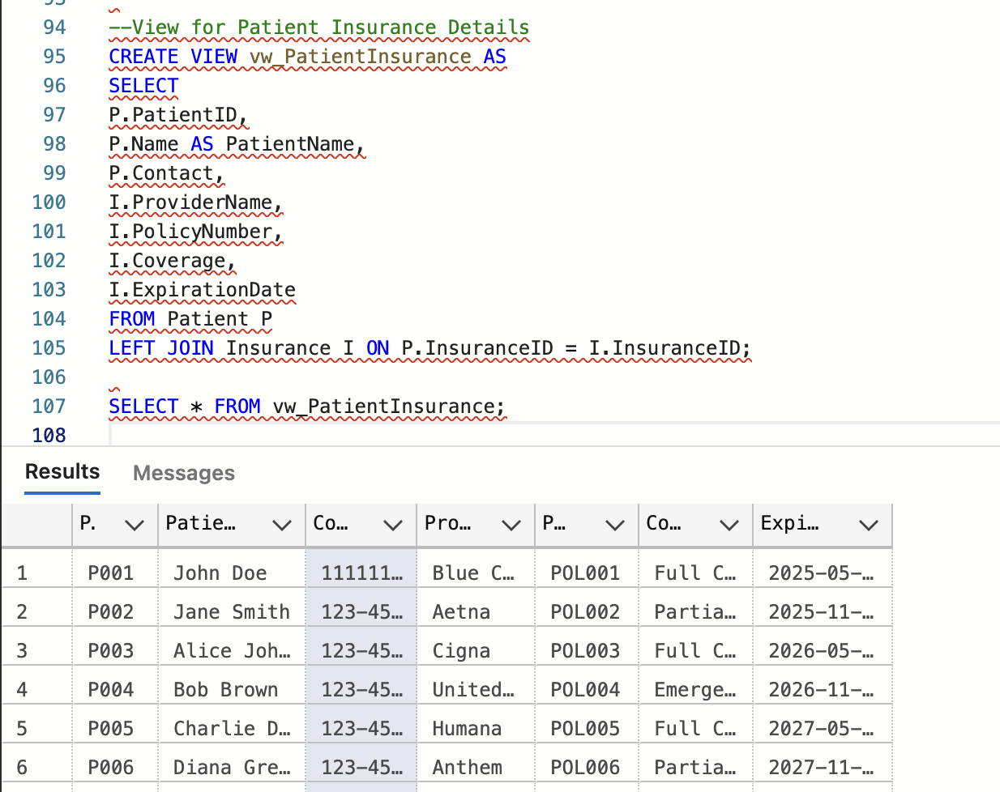 94 --View for Patient Insurance Details
95 CREATE VIEW vw_PatientInsurance AS
96 SELECT
97 P.PatientID,
98 P.Name AS PatientName,
99 P.Contact,
100 I.ProviderName,
101 I.PolicyNumber,
102 I.Coverage,
103 I.ExpirationDate
104 FROM Patient P
105 LEFT JOIN Insurance I ON P.InsuranceID = I.InsuranceID;
106
107 SELECT * FROM vw_PatientInsurance;
108
Results Messages
P. Patie… Co… Pro… P… Co… Expi…
1 P001 John Doe 111111… Blue C… POL001 Full C… 2025-05-…
2 P002 Jane Smith 123-45… Aetna POL002 Partia… 2025-11-…
3 P003 Alice Joh… 123-45… Cigna POL003 Full C… 2026-05-…
4 P004 Bob Brown 123-45… United… POL004 Emerge… 2026-11-…
5 P005 Charlie D… 123-45… Humana POL005 Full C… 2027-05-…
6 P006 Diana Gre… 123-45… Anthem POL006 Partia… 2027-11-…